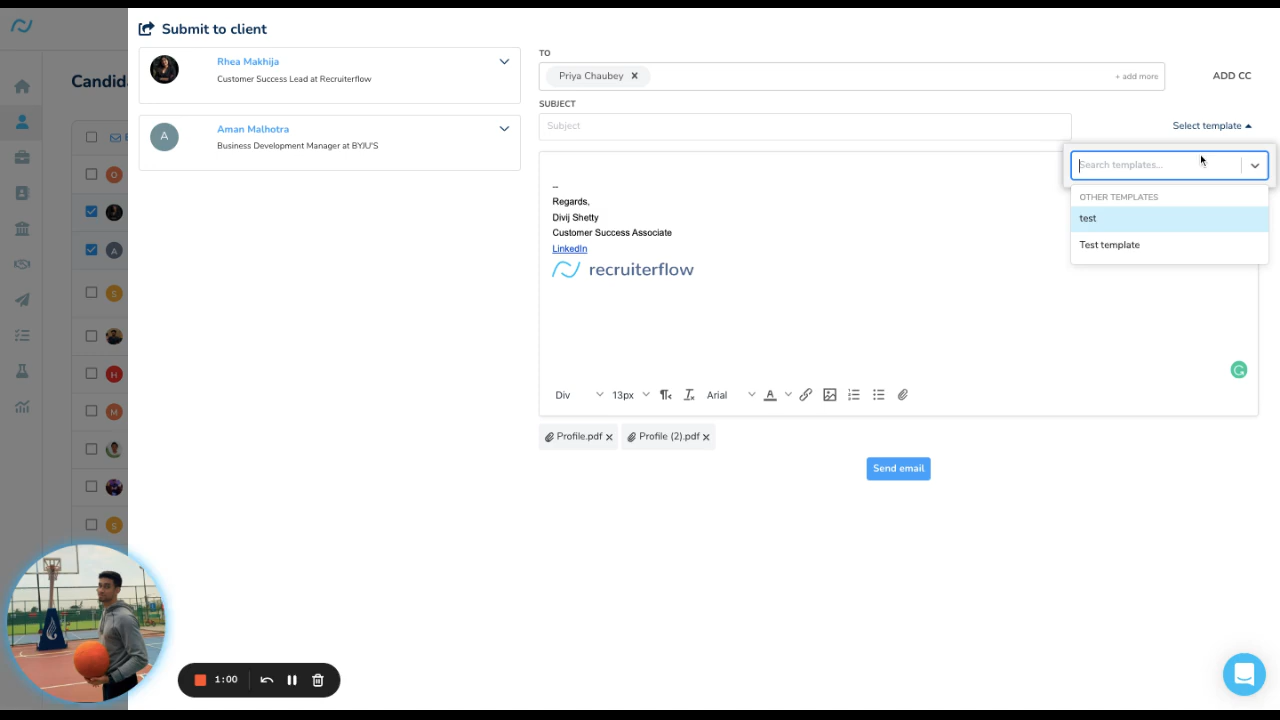 Submit to client
Candida
Rhea Makhija
Customer Success Lead at Recruiterflow
A
Aman Malhotra
Business Development Manager at BYJU'S
TO
Priya Chaubey
+ add more
ADD CC
SUBJECT
Subject
Select template
Search templates...
OTHER TEMPLATES
test
Test template
--
Regards,
Divij Shetty
Customer Success Associate
LinkedIn
recruiterflow
Div
13px
Arial
Profile.pdf
Profile (2).pdf
Send email
O
A
S
H
M
S
1:00